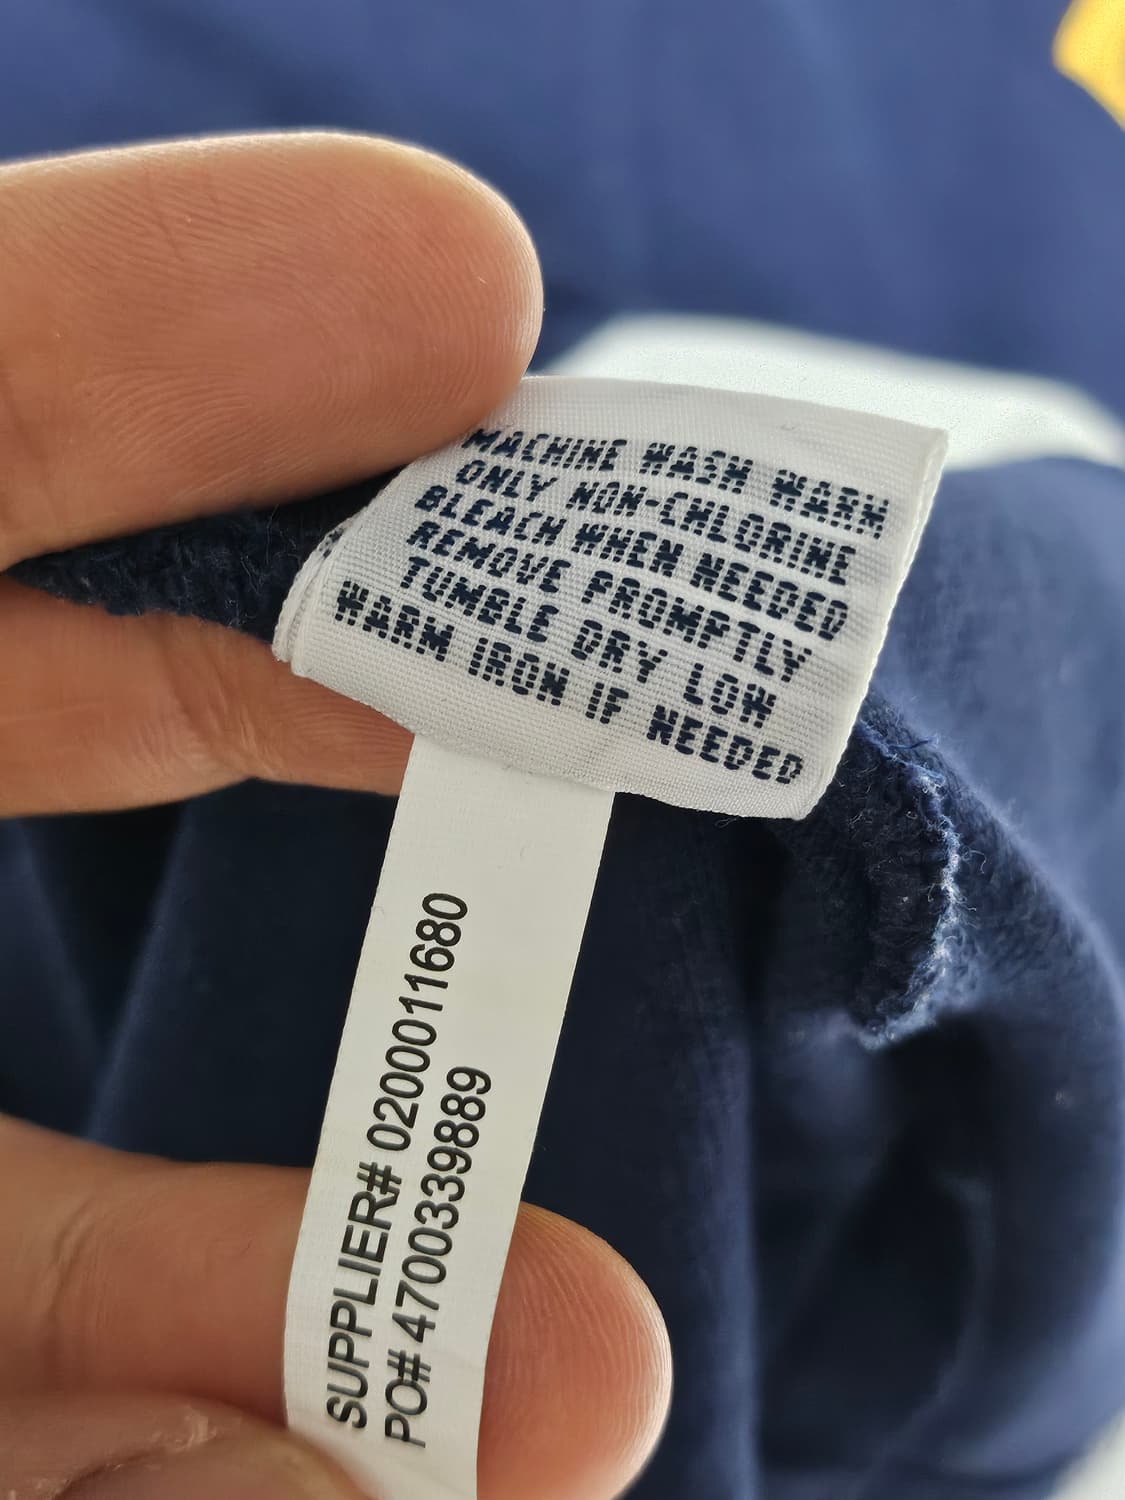 MACHINE WASH WARM
ONLY NON-CHLORINE
BLEACH WHEN NEEDED
REMOVE PROMPTLY
TUMBLE DRY LOW
WARM IRON IF NEEDED
SUPPLIER# 0200011680
PO# 4700339889